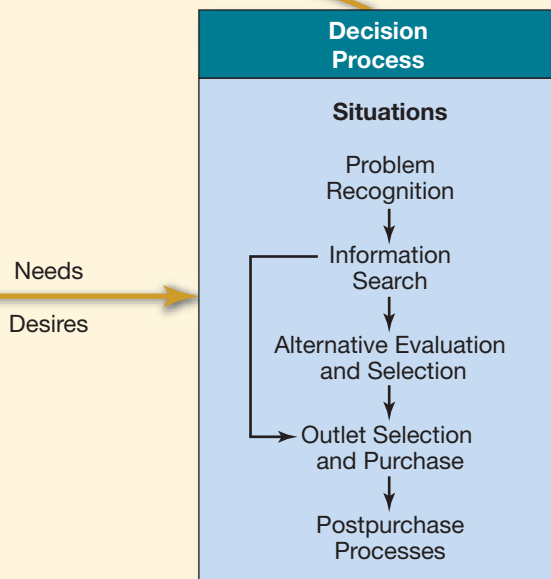 Decision
Process
Situations
Problem
Recognition
Needs
Desires
Information
Search
Alternative Evaluation
and Selection
Outlet Selection
and Purchase
Postpurchase
Processes